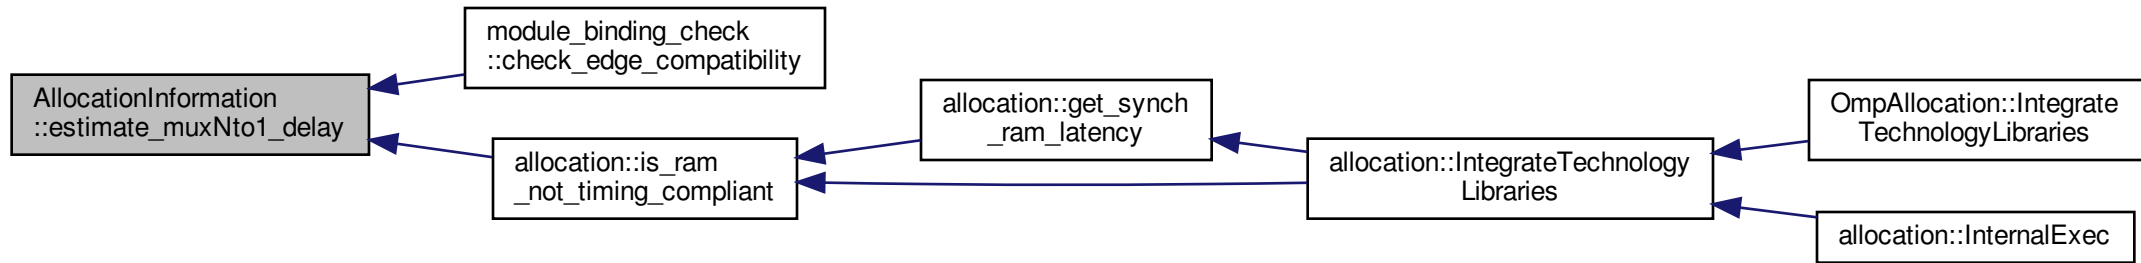 AllocationInformation
::estimate_muxNto1_delay
module_binding_check
::check_edge_compatibility
allocation::is_ram
_not_timing_compliant
allocation::get_synch
_ram_latency
allocation::IntegrateTechnology
Libraries
OmpAllocation::Integrate
TechnologyLibraries
allocation::InternalExec